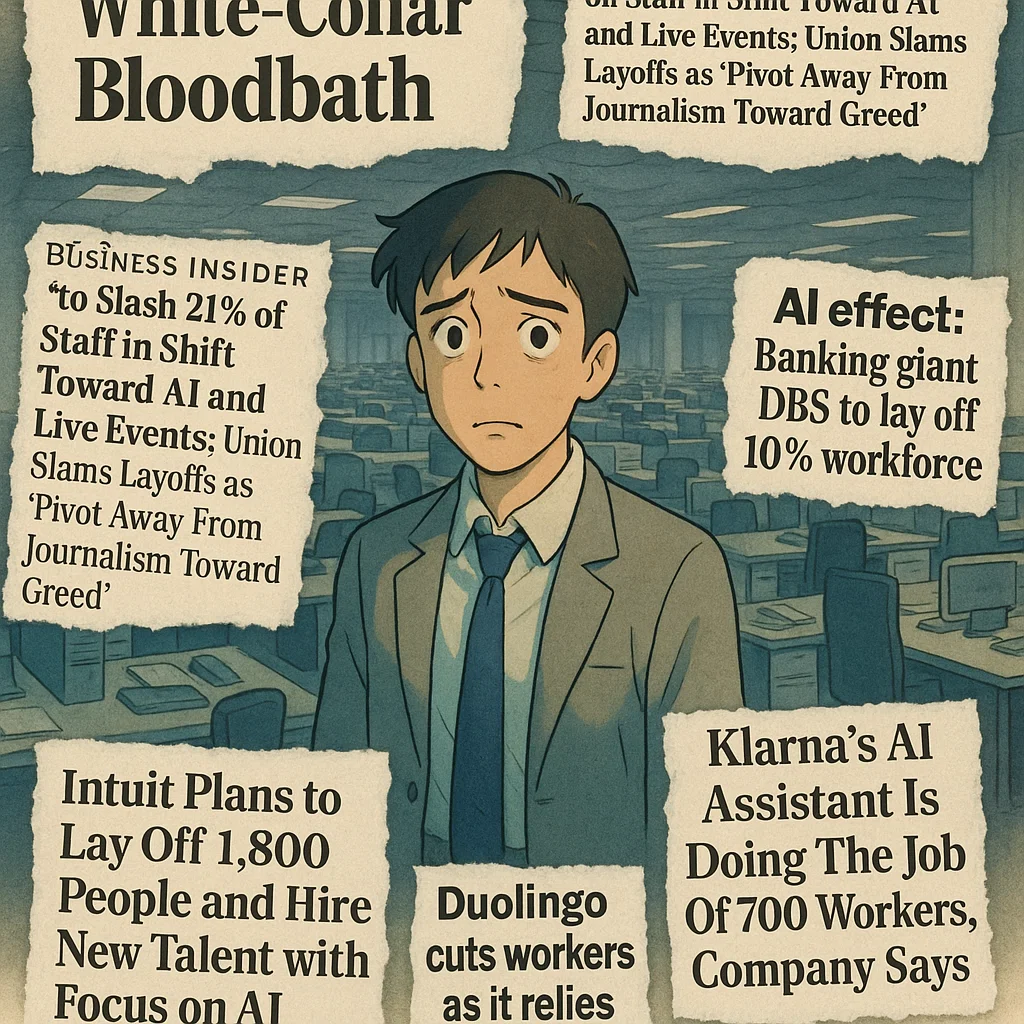 White-Collar
Bloodbath
on Staff in Shift Toward AI
and Live Events; Union Slams
Layoffs as ‘Pivot Away From
Journalism Toward Greed’
BUSINESS INSIDER
“to Slash 21% of
Staff in Shift
Toward AI and
Live Events; Union
Slams Layoffs as
‘Pivot Away From
Journalism Toward
Greed’
AI effect:
Banking giant
DBS to lay off
10% workforce
Intuit Plans to
Lay Off 1,800
People and Hire
New Talent with
Focus on AI
Duolingo
cuts workers
as it relies
Klarna’s AI
Assistant Is
Doing The Job
Of 700 Workers,
Company Says